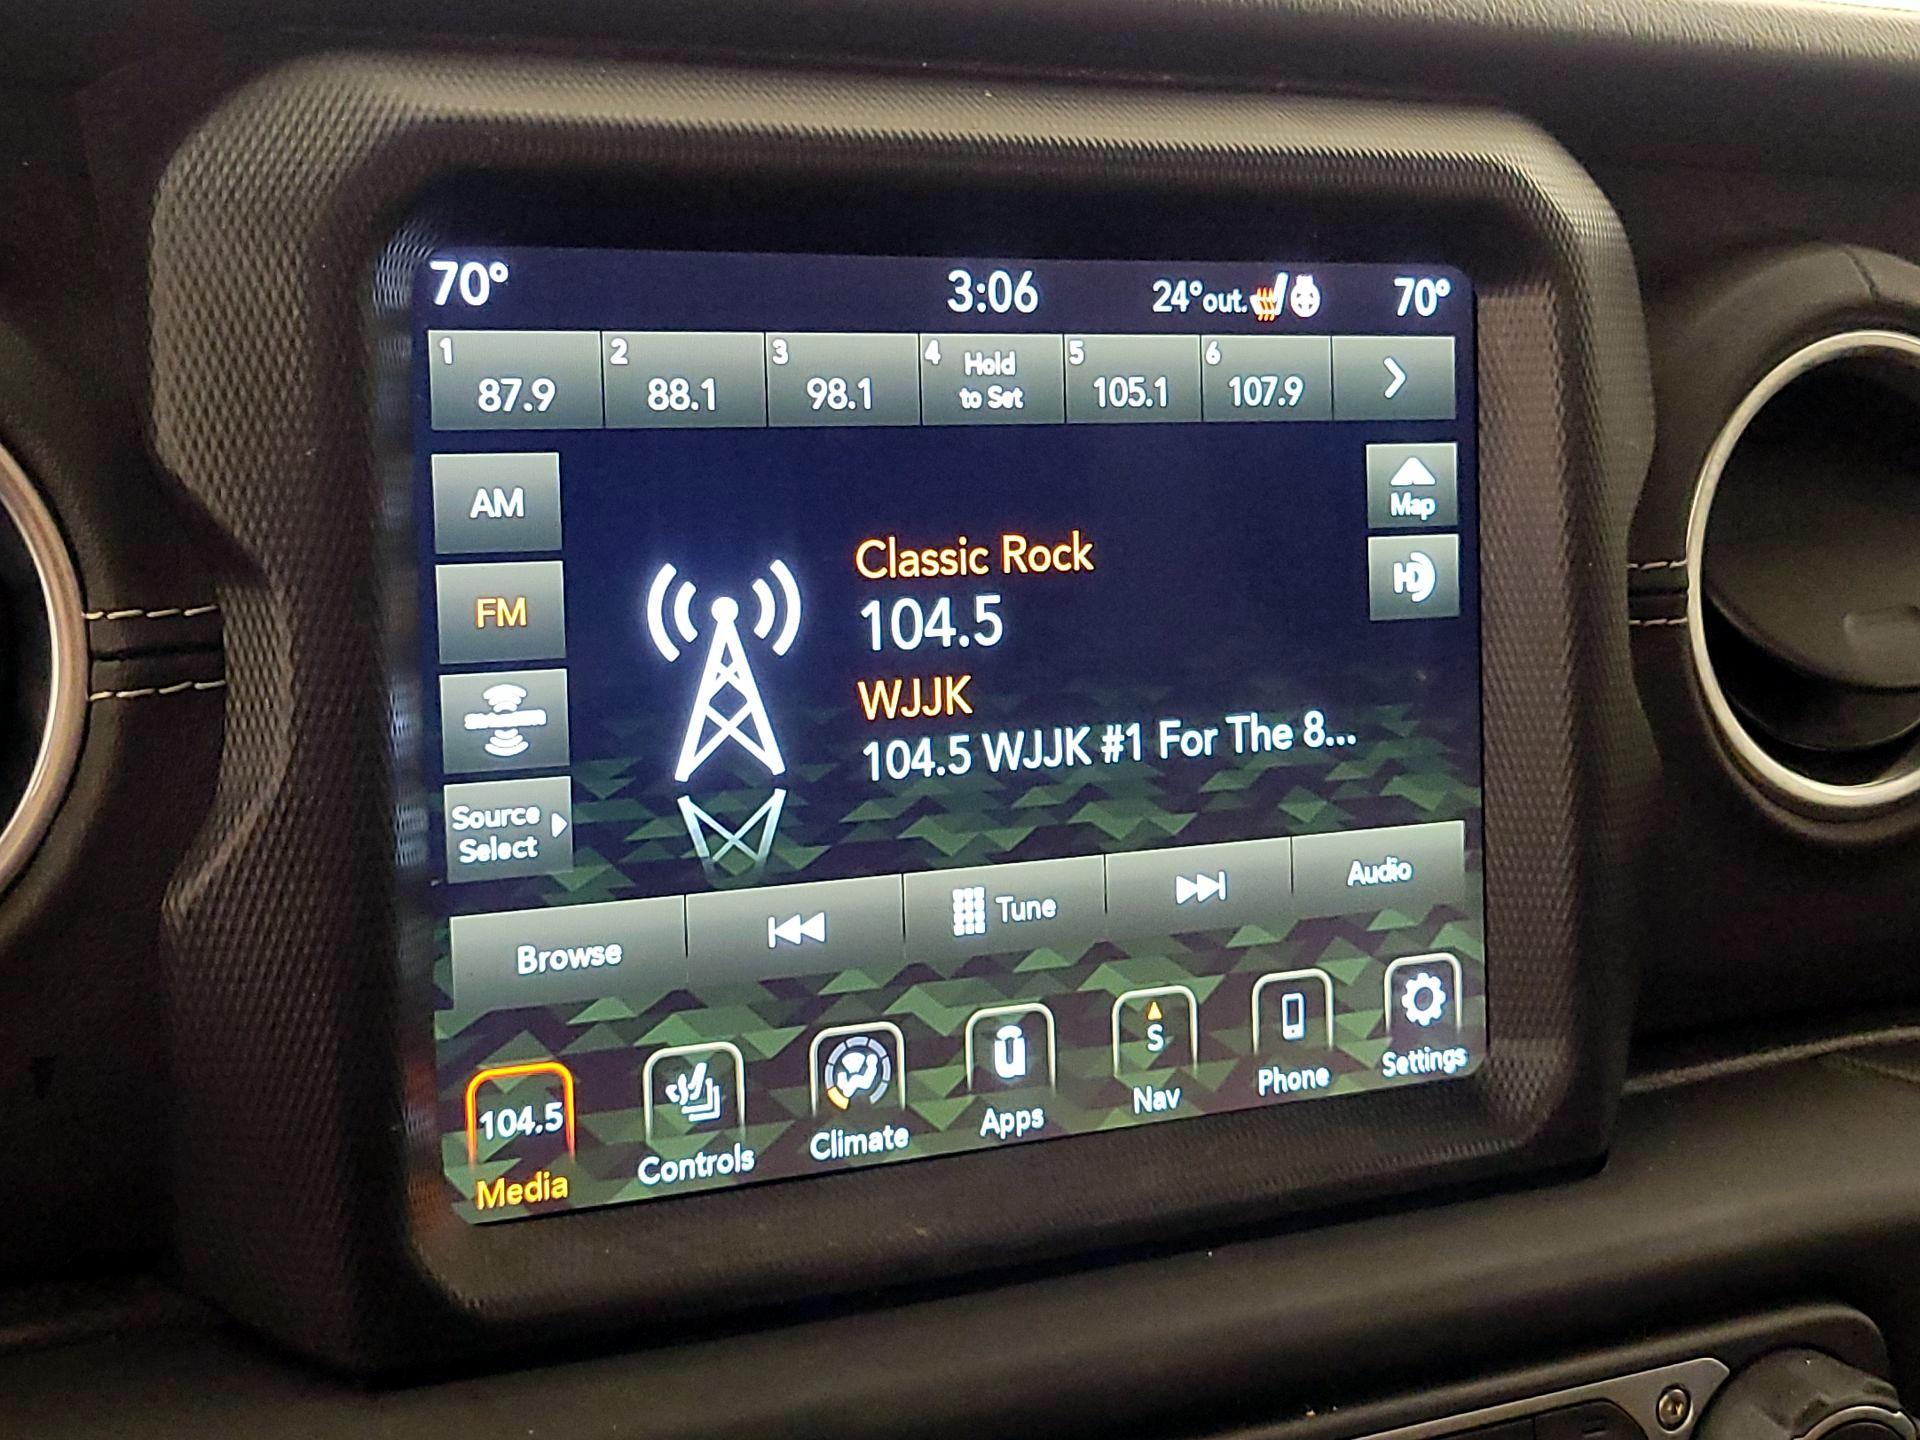 70° 3:06 24°out. 70°
1 87.9 2 88.1 3 98.1 4 Hold to Set 5 105.1 6 107.9
AM
FM
Source
Select
Map
HD
Classic Rock
104.5
WJJK
104.5 WJJK #1 For The 8...
Browse Tune Audio
104.5 Media
Controls
Climate
Apps
S Nav
Phone
Settings